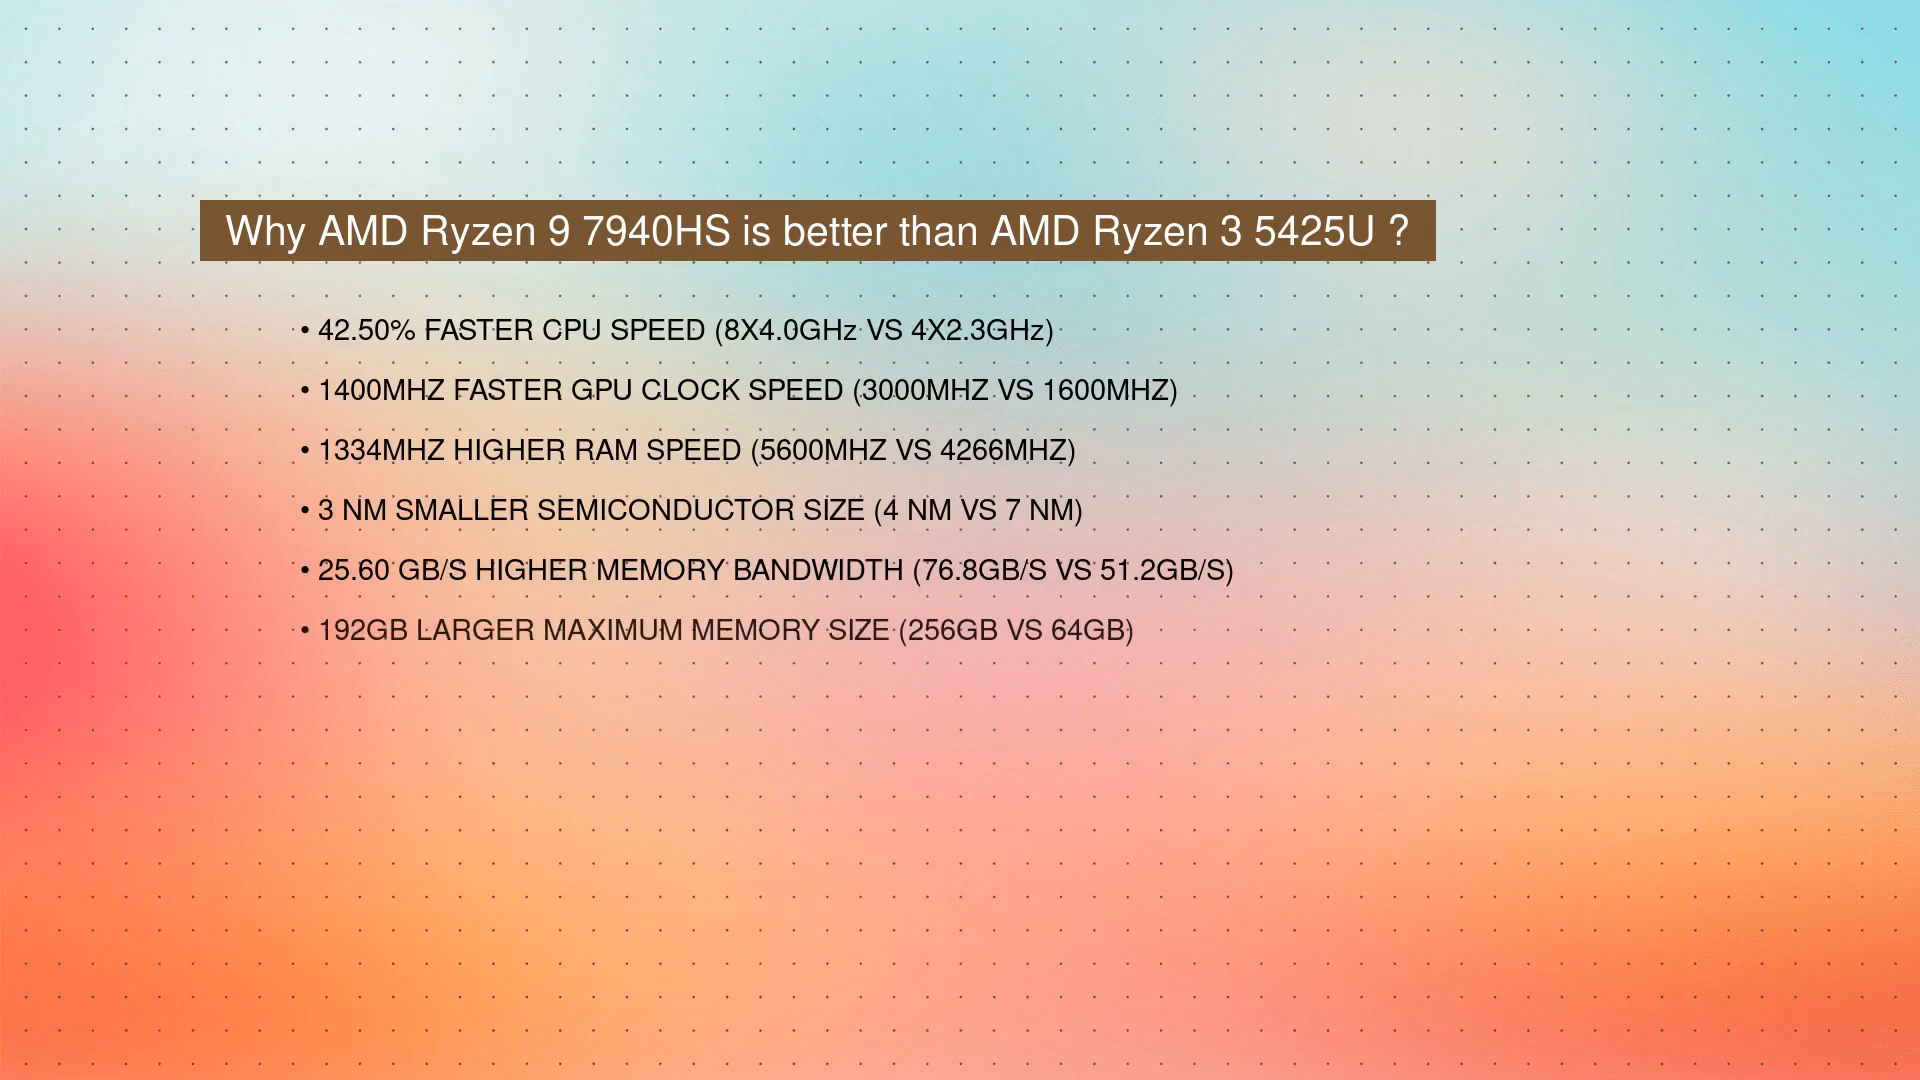 Why AMD Ryzen 9 7940HS is better than AMD Ryzen 3 5425U ?
• 42.50% FASTER CPU SPEED (8X4.0GHz VS 4X2.3GHz)
• 1400MHZ FASTER GPU CLOCK SPEED (3000MHZ VS 1600MHZ)
• 1334MHZ HIGHER RAM SPEED (5600MHZ VS 4266MHZ)
• 3 NM SMALLER SEMICONDUCTOR SIZE (4 NM VS 7 NM)
• 25.60 GB/S HIGHER MEMORY BANDWIDTH (76.8GB/S VS 51.2GB/S)
• 192GB LARGER MAXIMUM MEMORY SIZE (256GB VS 64GB)